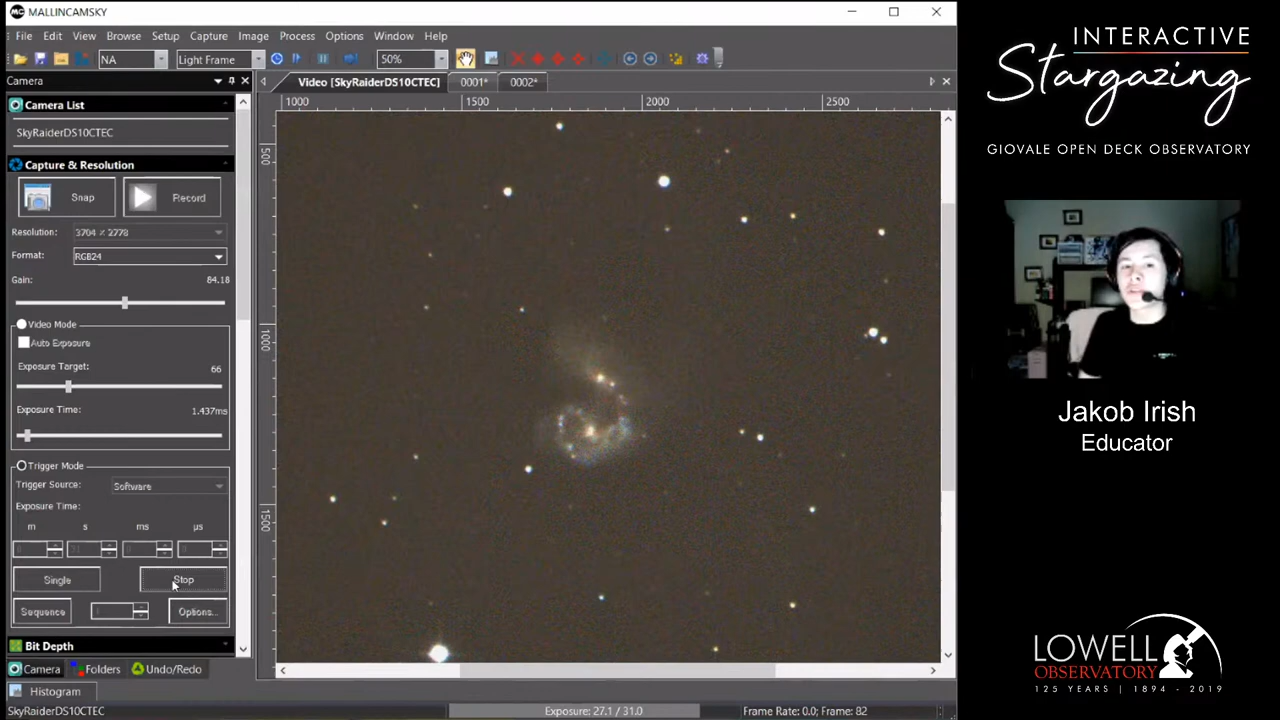 MALLINCAMSKY
File Edit View Browse Setup Capture Image Process Options Window Help
NA Light Frame 50%
Camera
Video [SkyRaiderDS10CTEC] 0001* 0002*
1000 1500 2000 2500
500
1000
1500
Camera List
SkyRaiderDS10CTEC
Capture & Resolution
Snap Record
Resolution: 3704 × 2778
Format: RGB24
Gain: 84.18
Video Mode
Auto Exposure
Exposure Target: 66
Exposure Time: 1.437ms
Trigger Mode
Trigger Source: Software
Exposure Time:
m s ms µs
Single Stop
Sequence Options...
Bit Depth
Camera Folders Undo/Redo
Histogram
SkyRaiderDS10CTEC Exposure: 27.1 / 31.0 Frame Rate: 0.0; Frame: 82
INTERACTIVE
Stargazing
GIOVALE OPEN DECK OBSERVATORY
Jakob Irish
Educator
LOWELL
OBSERVATORY
125 YEARS | 1894 - 2019